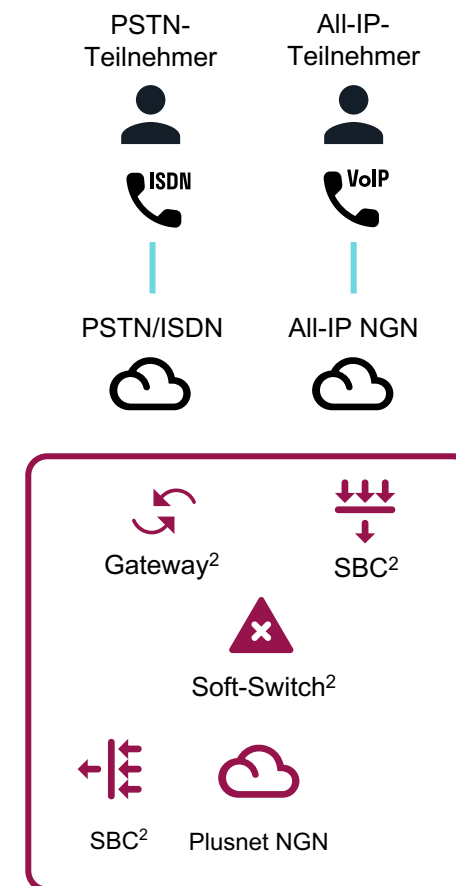 PSTN-
Teilnehmer
All-IP-
Teilnehmer
ISDN
VoIP
PSTN/ISDN
All-IP NGN
Gateway²
SBC²
Soft-Switch²
SBC²
Plusnet NGN